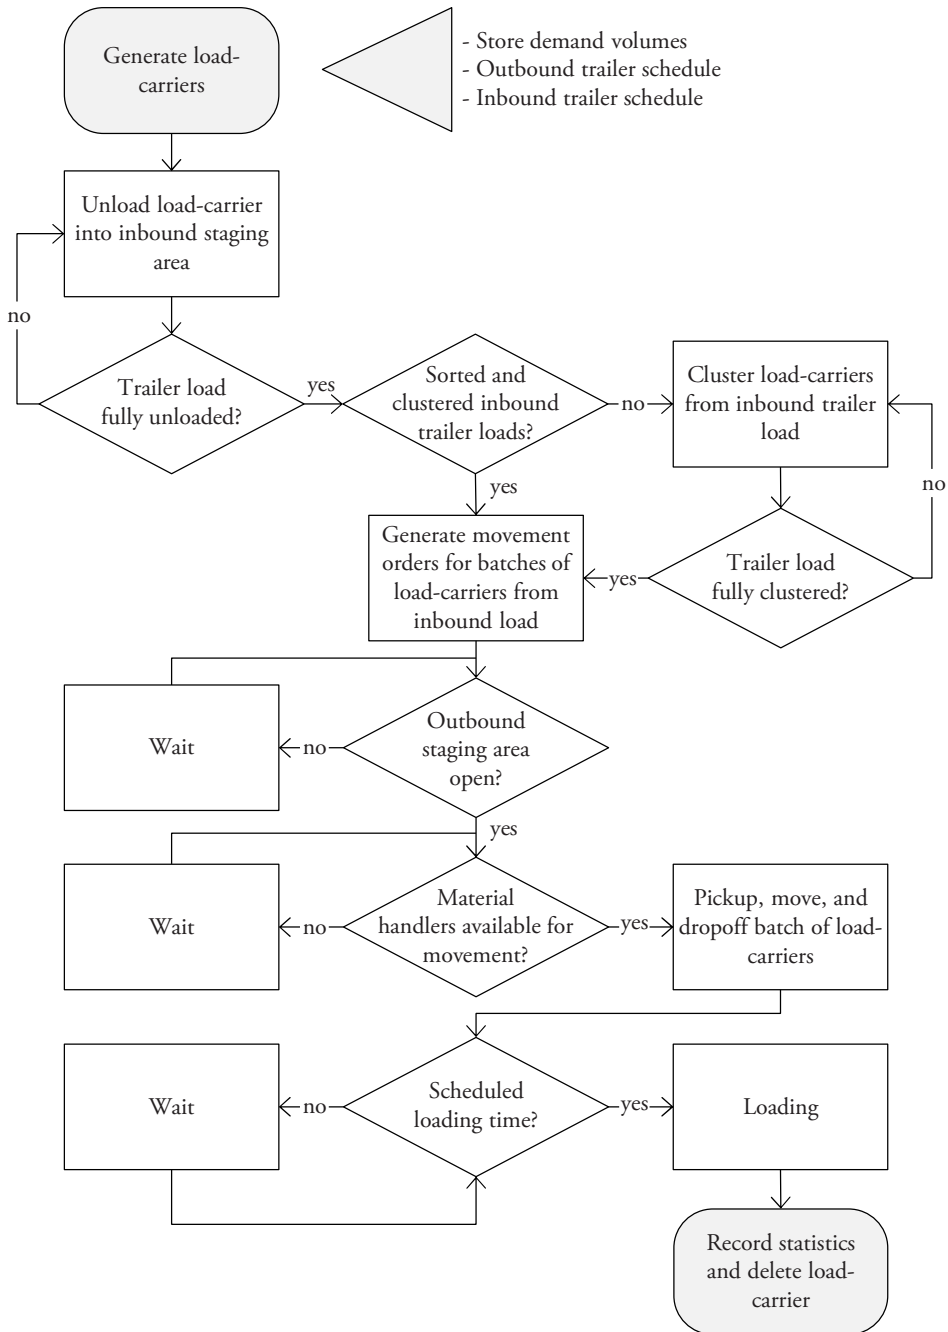 Generate load-
carriers
- Store demand volumes
- Outbound trailer schedule
- Inbound trailer schedule
Unload load-carrier
into inbound staging
area
no
Trailer load
fully unloaded?
yes
Sorted and
clustered inbound
trailer loads?
no
Cluster load-carriers
from inbound trailer
load
no
yes
Generate movement
orders for batches of
load-carriers from
inbound load
yes
Trailer load
fully clustered?
Wait
no
Outbound
staging area
open?
yes
Wait
no
Material
handlers available for
movement?
yes
Pickup, move, and
dropoff batch of load-
carriers
Wait
no
Scheduled
loading time?
yes
Loading
Record statistics
and delete load-
carrier